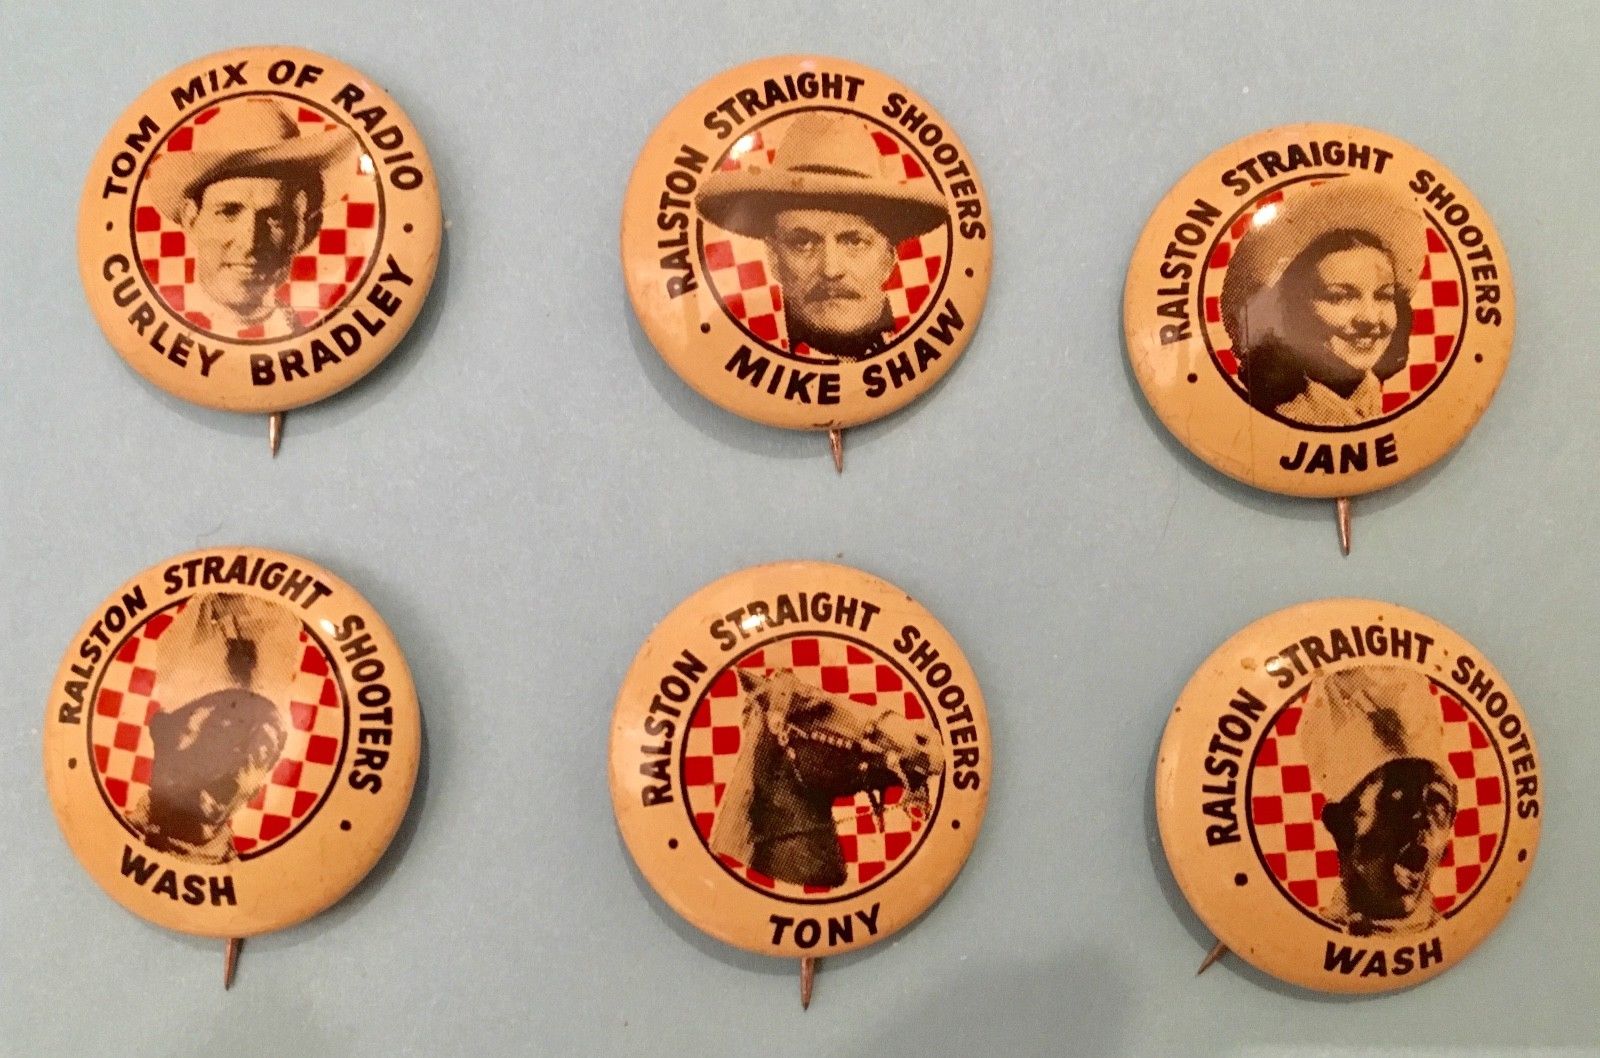 TOM MIX OF RADIO
CURLEY BRADLEY
RALSTON STRAIGHT SHOOTERS
MIKE SHAW
RALSTON STRAIGHT SHOOTERS
JANE
RALSTON STRAIGHT SHOOTERS
WASH
RALSTON STRAIGHT SHOOTERS
TONY
RALSTON STRAIGHT SHOOTERS
WASH